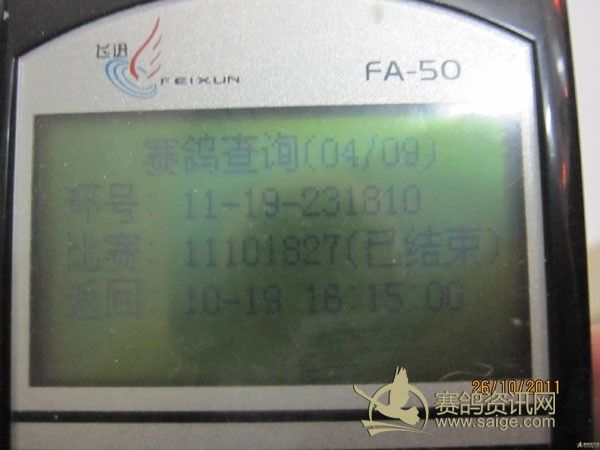 飞讯
FEIXUN
FA-50
赛鸽查询(04/09)
环号: 11-19-231810
比赛: 11101827(已结束)
返回: 10-19 16:15:00
26/10/2011
赛鸽资讯网
www.saige.com